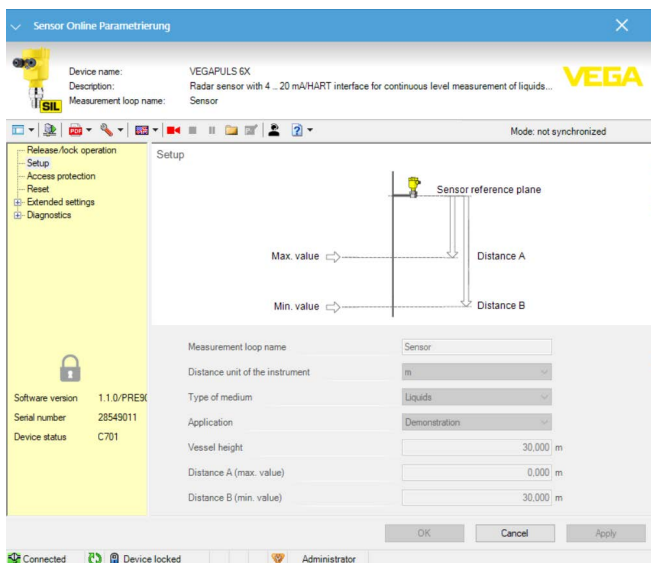 Sensor Online Parametrierung
Device name: VEGAPULS 6X
Description: Radar sensor with 4 .. 20 mA/HART interface for continuous level measurement of liquids...
Measurement loop name: Sensor
VEGA
SIL
PDF
Mode: not synchronized
Release/lock operation
Setup
Access protection
Reset
Extended settings
Diagnostics
Software version 1.1.0/PRE90
Serial number 28549011
Device status C701
Setup
Sensor reference plane
Max. value
Distance A
Min. value
Distance B
Measurement loop name Sensor
Distance unit of the instrument m
Type of medium Liquids
Application Demonstration
Vessel height 30,000 m
Distance A (max. value) 0,000 m
Distance B (min. value) 30,000 m
OK Cancel Apply
Connected Device locked Administrator